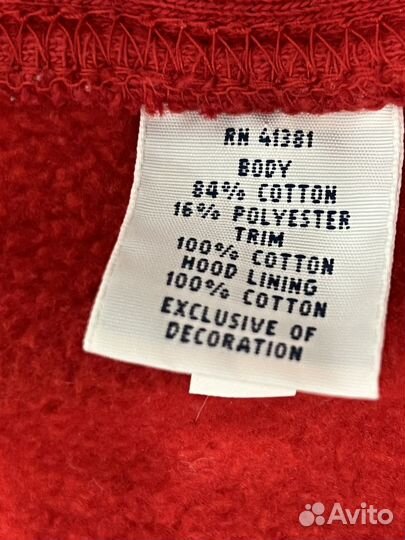 RN 41381
BODY
84% COTTON
16% POLYESTER
TRIM
100% COTTON
HOOD LINING
100% COTTON
EXCLUSIVE OF
DECORATION
Avito